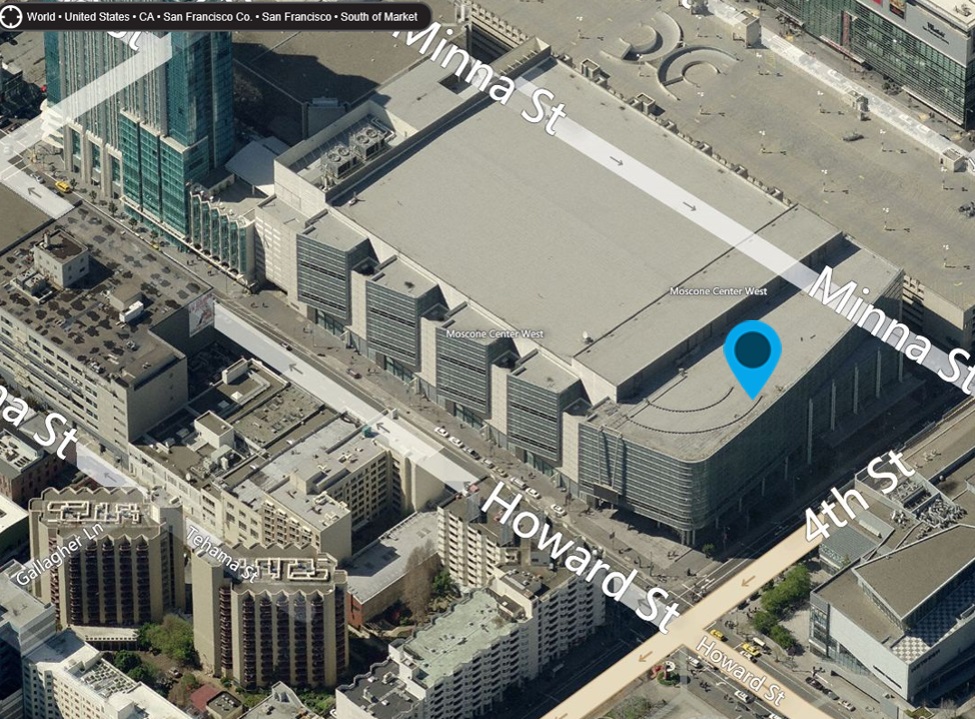 World • United States • CA • San Francisco Co. • San Francisco • South of Market
St
Minna St
Moscone Center West
Moscone Center West
Minna St
na St
Gallagher Ln
Tehama St
Howard St
4th St
Howard St